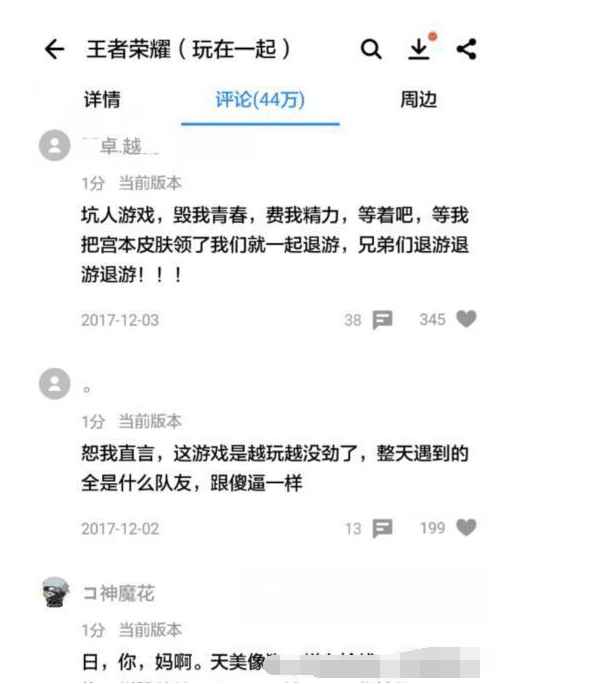 王者荣耀（玩在一起）
详情 评论(44万) 周边
卓.越__
1分 当前版本
坑人游戏，毁我青春，费我精力，等着吧，等我
把宫本皮肤领了我们就一起退游，兄弟们退游退
游退游！！！
2017-12-03 38 345
。
1分 当前版本
恕我直言，这游戏是越玩越没劲了，整天遇到的
全是什么队友，跟傻逼一样
2017-12-02 13 199
コ神魔花
1分 当前版本
日，你，妈啊。天美像